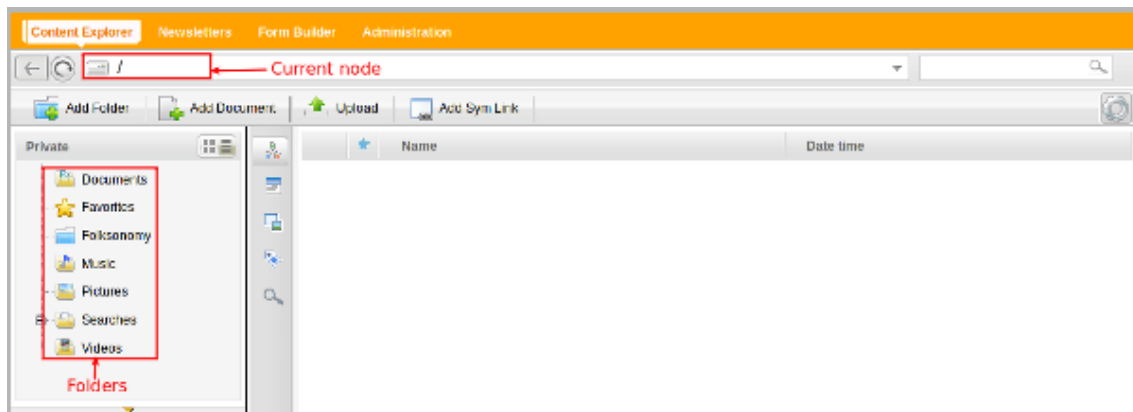 Content Explorer Newsletters Form Builder Administration
/ Current node
Add Folder Add Document Upload Add Sym Link
Private Name Date time
Documents
Favorites
Folksonomy
Music
Pictures
Searches
Videos
Folders